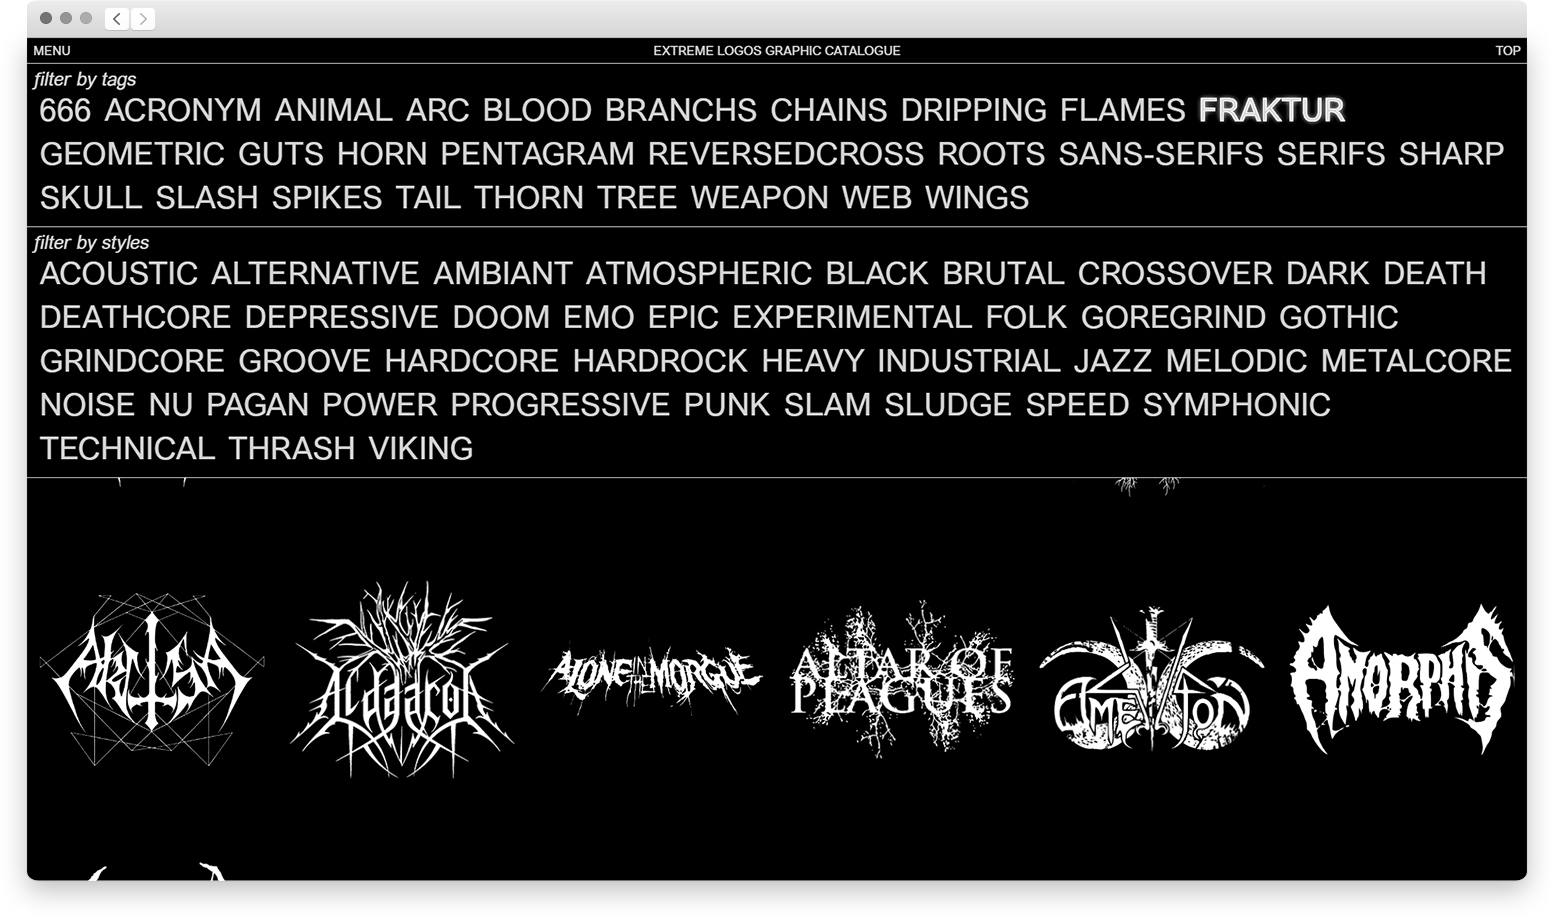 MENU EXTREME LOGOS GRAPHIC CATALOGUE TOP
filter by tags
666 ACRONYM ANIMAL ARC BLOOD BRANCHS CHAINS DRIPPING FLAMES FRAKTUR
GEOMETRIC GUTS HORN PENTAGRAM REVERSEDCROSS ROOTS SANS-SERIFS SERIFS SHARP
SKULL SLASH SPIKES TAIL THORN TREE WEAPON WEB WINGS
filter by styles
ACOUSTIC ALTERNATIVE AMBIANT ATMOSPHERIC BLACK BRUTAL CROSSOVER DARK DEATH
DEATHCORE DEPRESSIVE DOOM EMO EPIC EXPERIMENTAL FOLK GOREGRIND GOTHIC
GRINDCORE GROOVE HARDCORE HARDROCK HEAVY INDUSTRIAL JAZZ MELODIC METALCORE
NOISE NU PAGAN POWER PROGRESSIVE PUNK SLAM SLUDGE SPEED SYMPHONIC
TECHNICAL THRASH VIKING
Aldaaron
ALONE IN THE MORGUE
ALTAR OF
PLAGUES
AMORPHIS